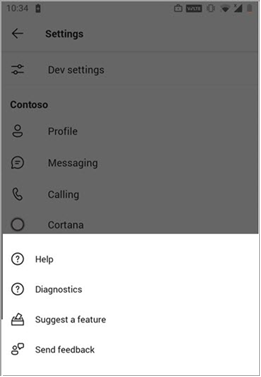 10:34
Settings
Dev settings
Contoso
Profile
Messaging
Calling
Cortana
Help
Diagnostics
Suggest a feature
Send feedback